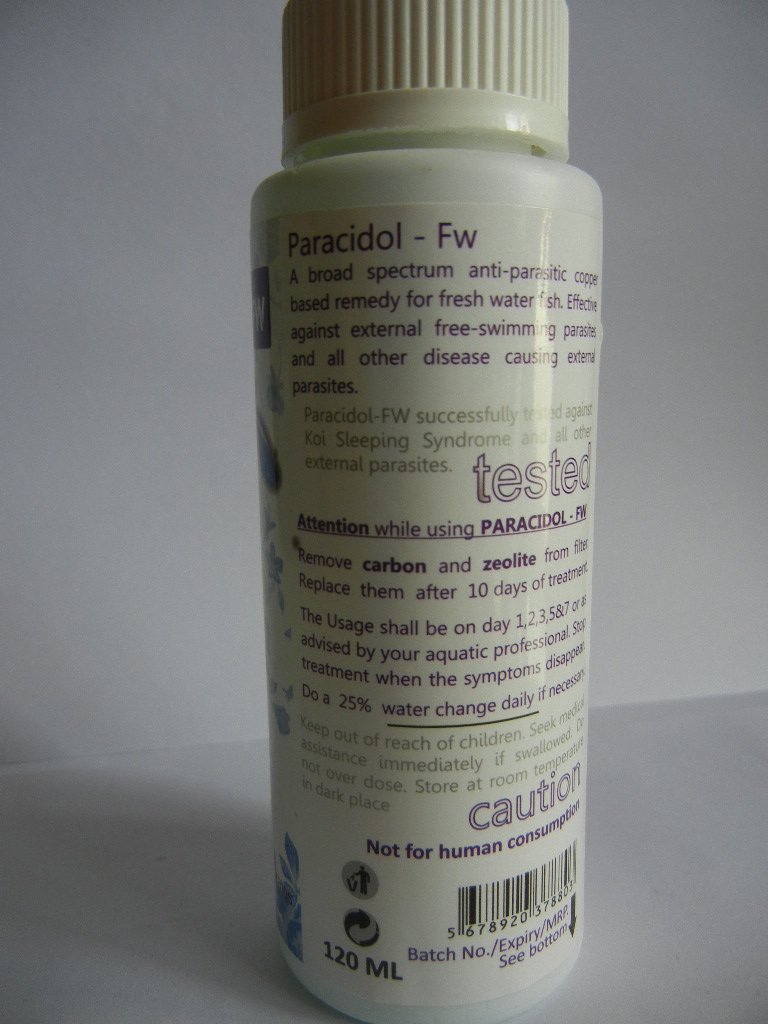 Paracidol - Fw
A broad spectrum anti-parasitic copper
based remedy for fresh water fish. Effective
against external free-swimming parasites
and all other disease causing external
parasites.
Paracidol-FW successfully tested against
Koi Sleeping Syndrome and all other
external parasites.
tested
Attention while using PARACIDOL - FW
Remove carbon and zeolite from filter
Replace them after 10 days of treatment.
The Usage shall be on day 1,2,3,5&7 or as
advised by your aquatic professional. Stop
treatment when the symptoms disappear.
Do a 25% water change daily if necessary
Keep out of reach of children. Seek medical
assistance immediately if swallowed. Do
not over dose. Store at room temperature
in dark place
caution
Not for human consumption
5 678920 378803
120 ML
Batch No./Expiry/MRP.
See bottom